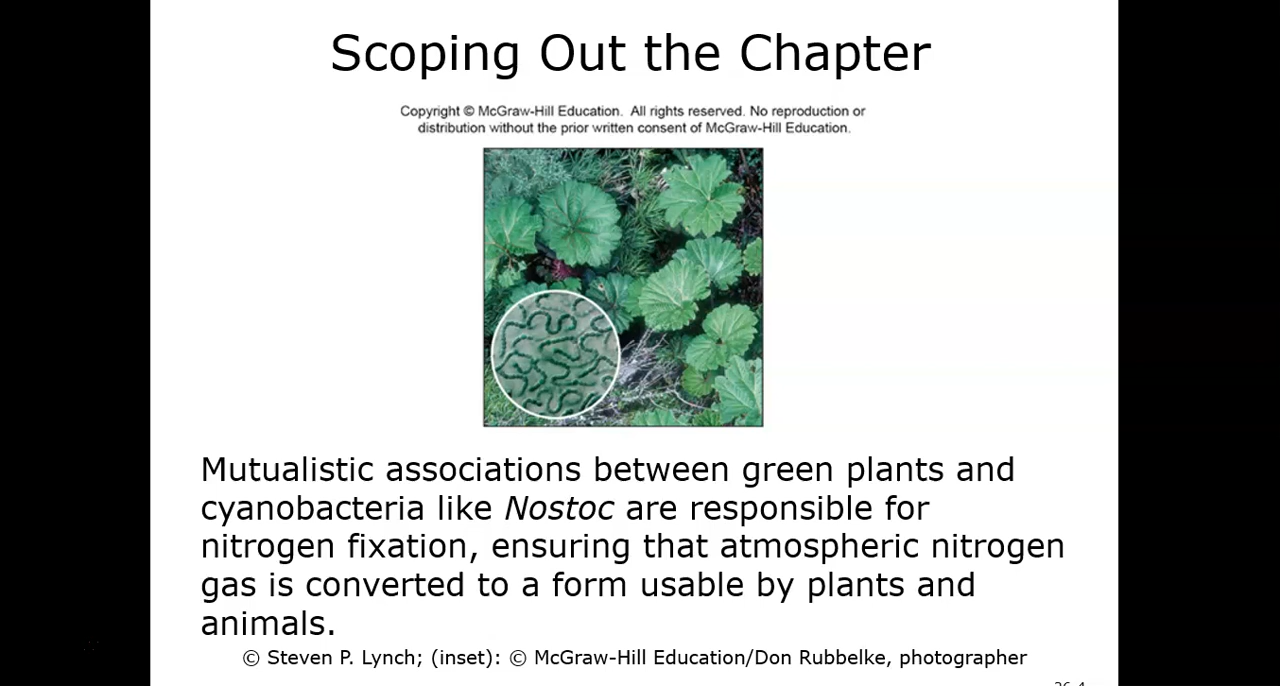 Scoping Out the Chapter
Copyright © McGraw-Hill Education. All rights reserved. No reproduction or
distribution without the prior written consent of McGraw-Hill Education.
Mutualistic associations between green plants and
cyanobacteria like Nostoc are responsible for
nitrogen fixation, ensuring that atmospheric nitrogen
gas is converted to a form usable by plants and
animals.
© Steven P. Lynch; (inset): © McGraw-Hill Education/Don Rubbelke, photographer